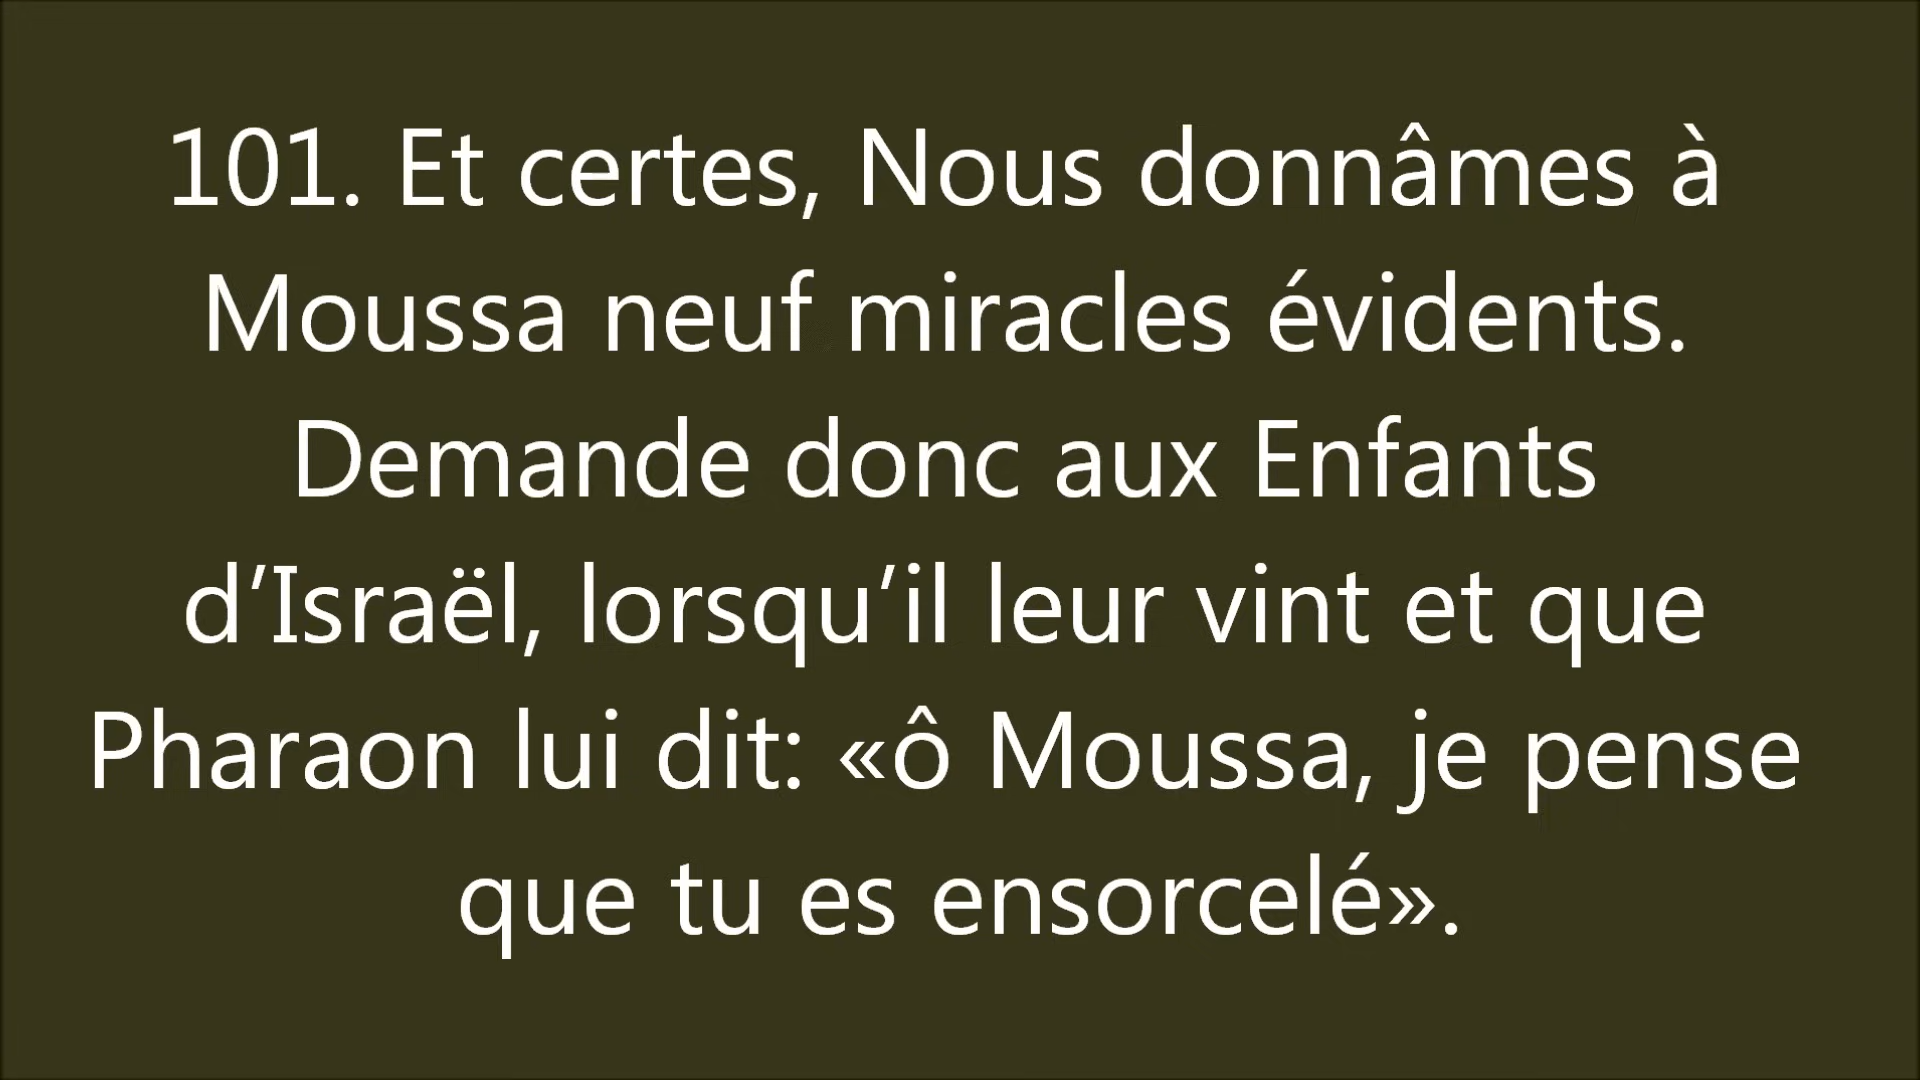 101. Et certes, Nous donnâmes à
Moussa neuf miracles évidents.
Demande donc aux Enfants
d’Israël, lorsqu’il leur vint et que
Pharaon lui dit: «ô Moussa, je pense
que tu es ensorcelé».